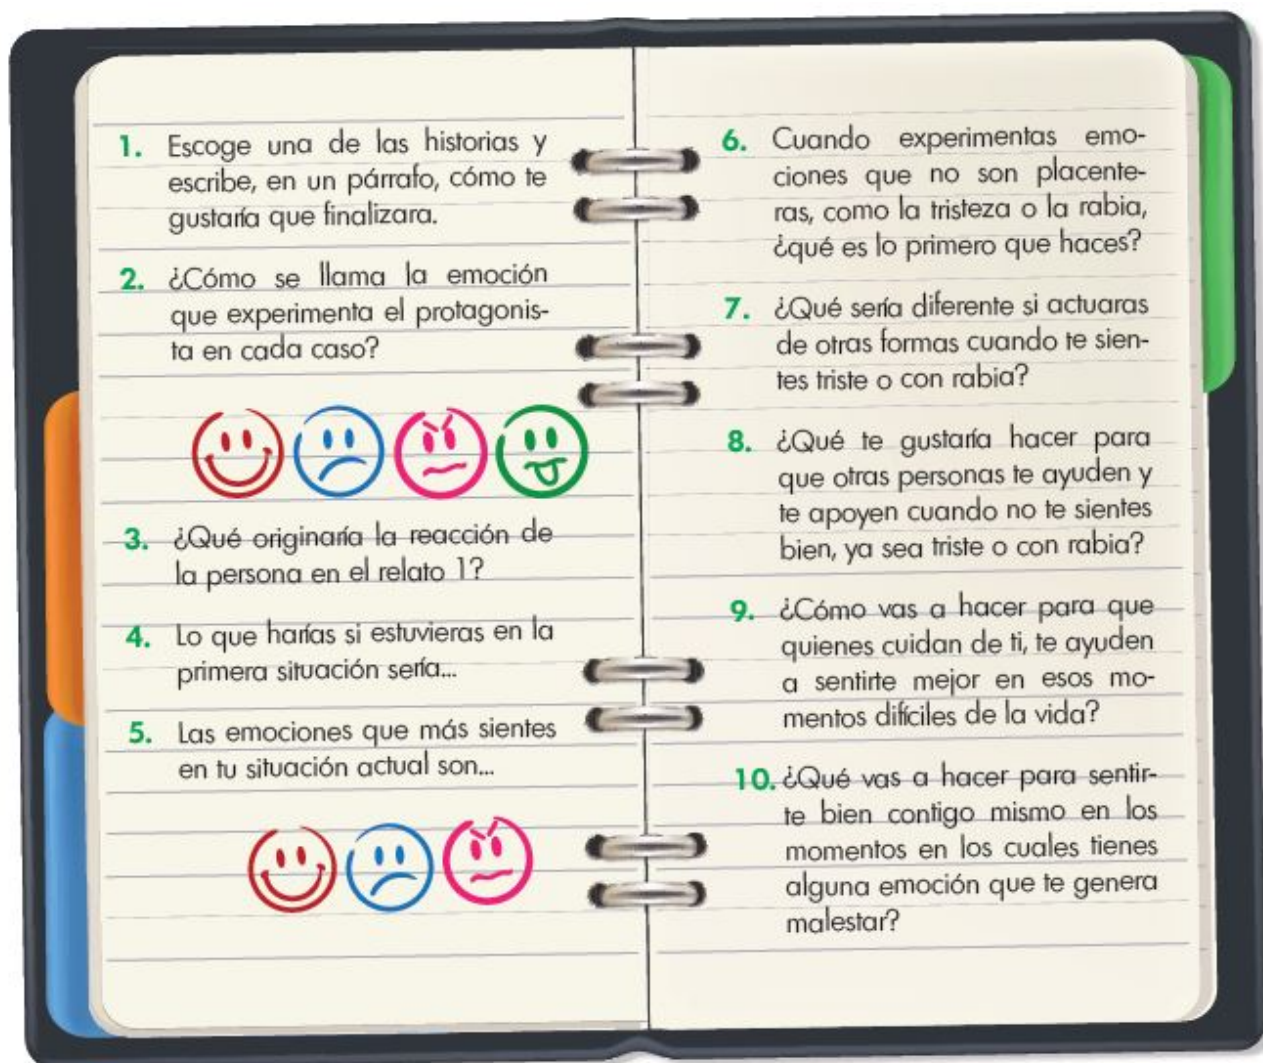 1. Escoge una de las historias y
escribe, en un párrafo, cómo te
gustaría que finalizara.
2. ¿Cómo se llama la emoción
que experimenta el protagonis-
ta en cada caso?
3. ¿Qué originaría la reacción de
la persona en el relato 1?
4. Lo que harías si estuvieras en la
primera situación sería...
5. Las emociones que más sientes
en tu situación actual son...
6. Cuando experimentas emo-
ciones que no son placente-
ras, como la tristeza o la rabia,
¿qué es lo primero que haces?
7. ¿Qué sería diferente si actuaras
de otras formas cuando te sien-
tes triste o con rabia?
8. ¿Qué te gustaría hacer para
que otras personas te ayuden y
te apoyen cuando no te sientes
bien, ya sea triste o con rabia?
9. ¿Cómo vas a hacer para que
quienes cuidan de ti, te ayuden
a sentirte mejor en esos mo-
mentos difíciles de la vida?
10. ¿Qué vas a hacer para sentir-
te bien contigo mismo en los
momentos en los cuales tienes
alguna emoción que te genera
malestar?